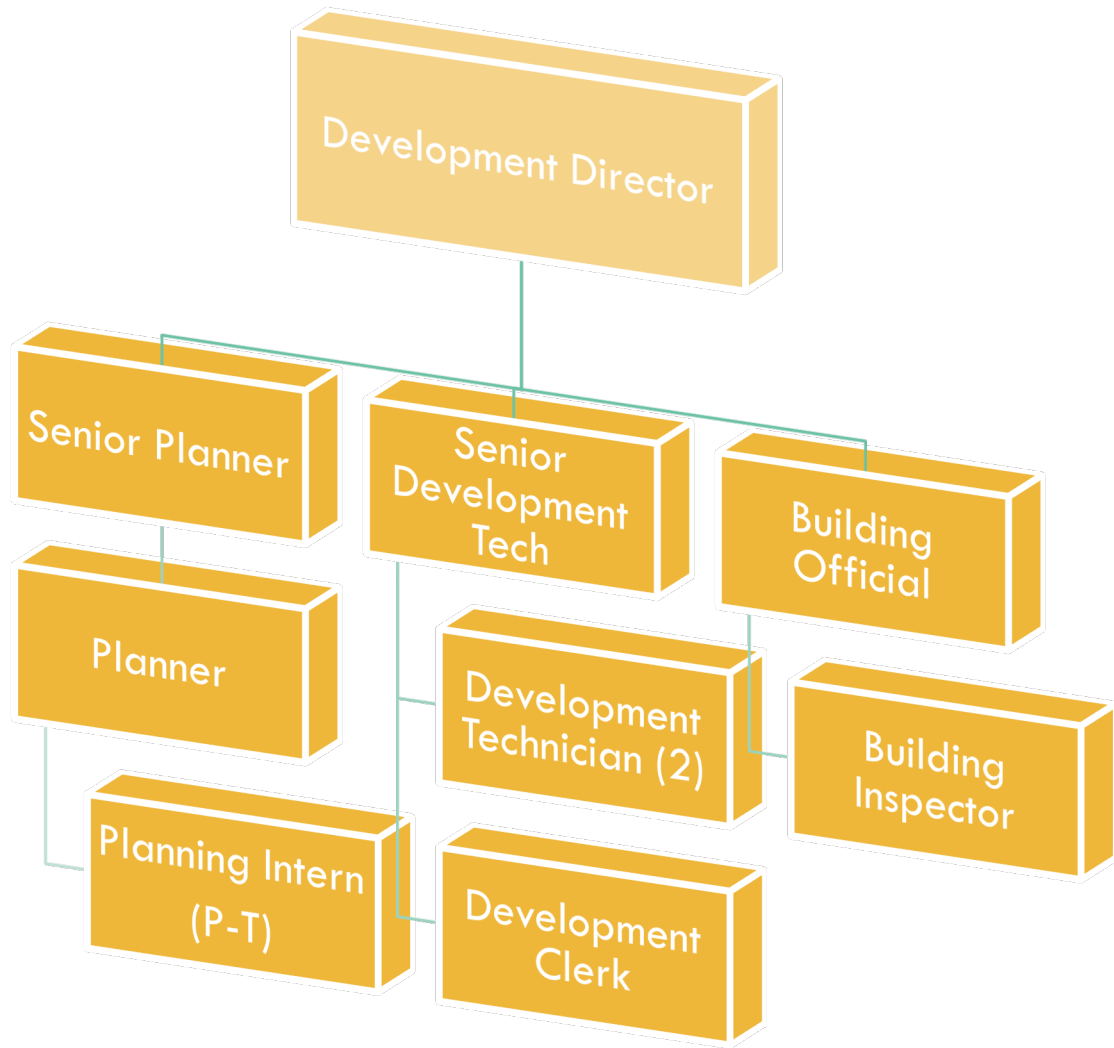 Development Director
Senior Planner
Senior
Development
Tech
Building
Official
Planner
Development
Technician (2)
Building
Inspector
Planning Intern
(P-T)
Development
Clerk